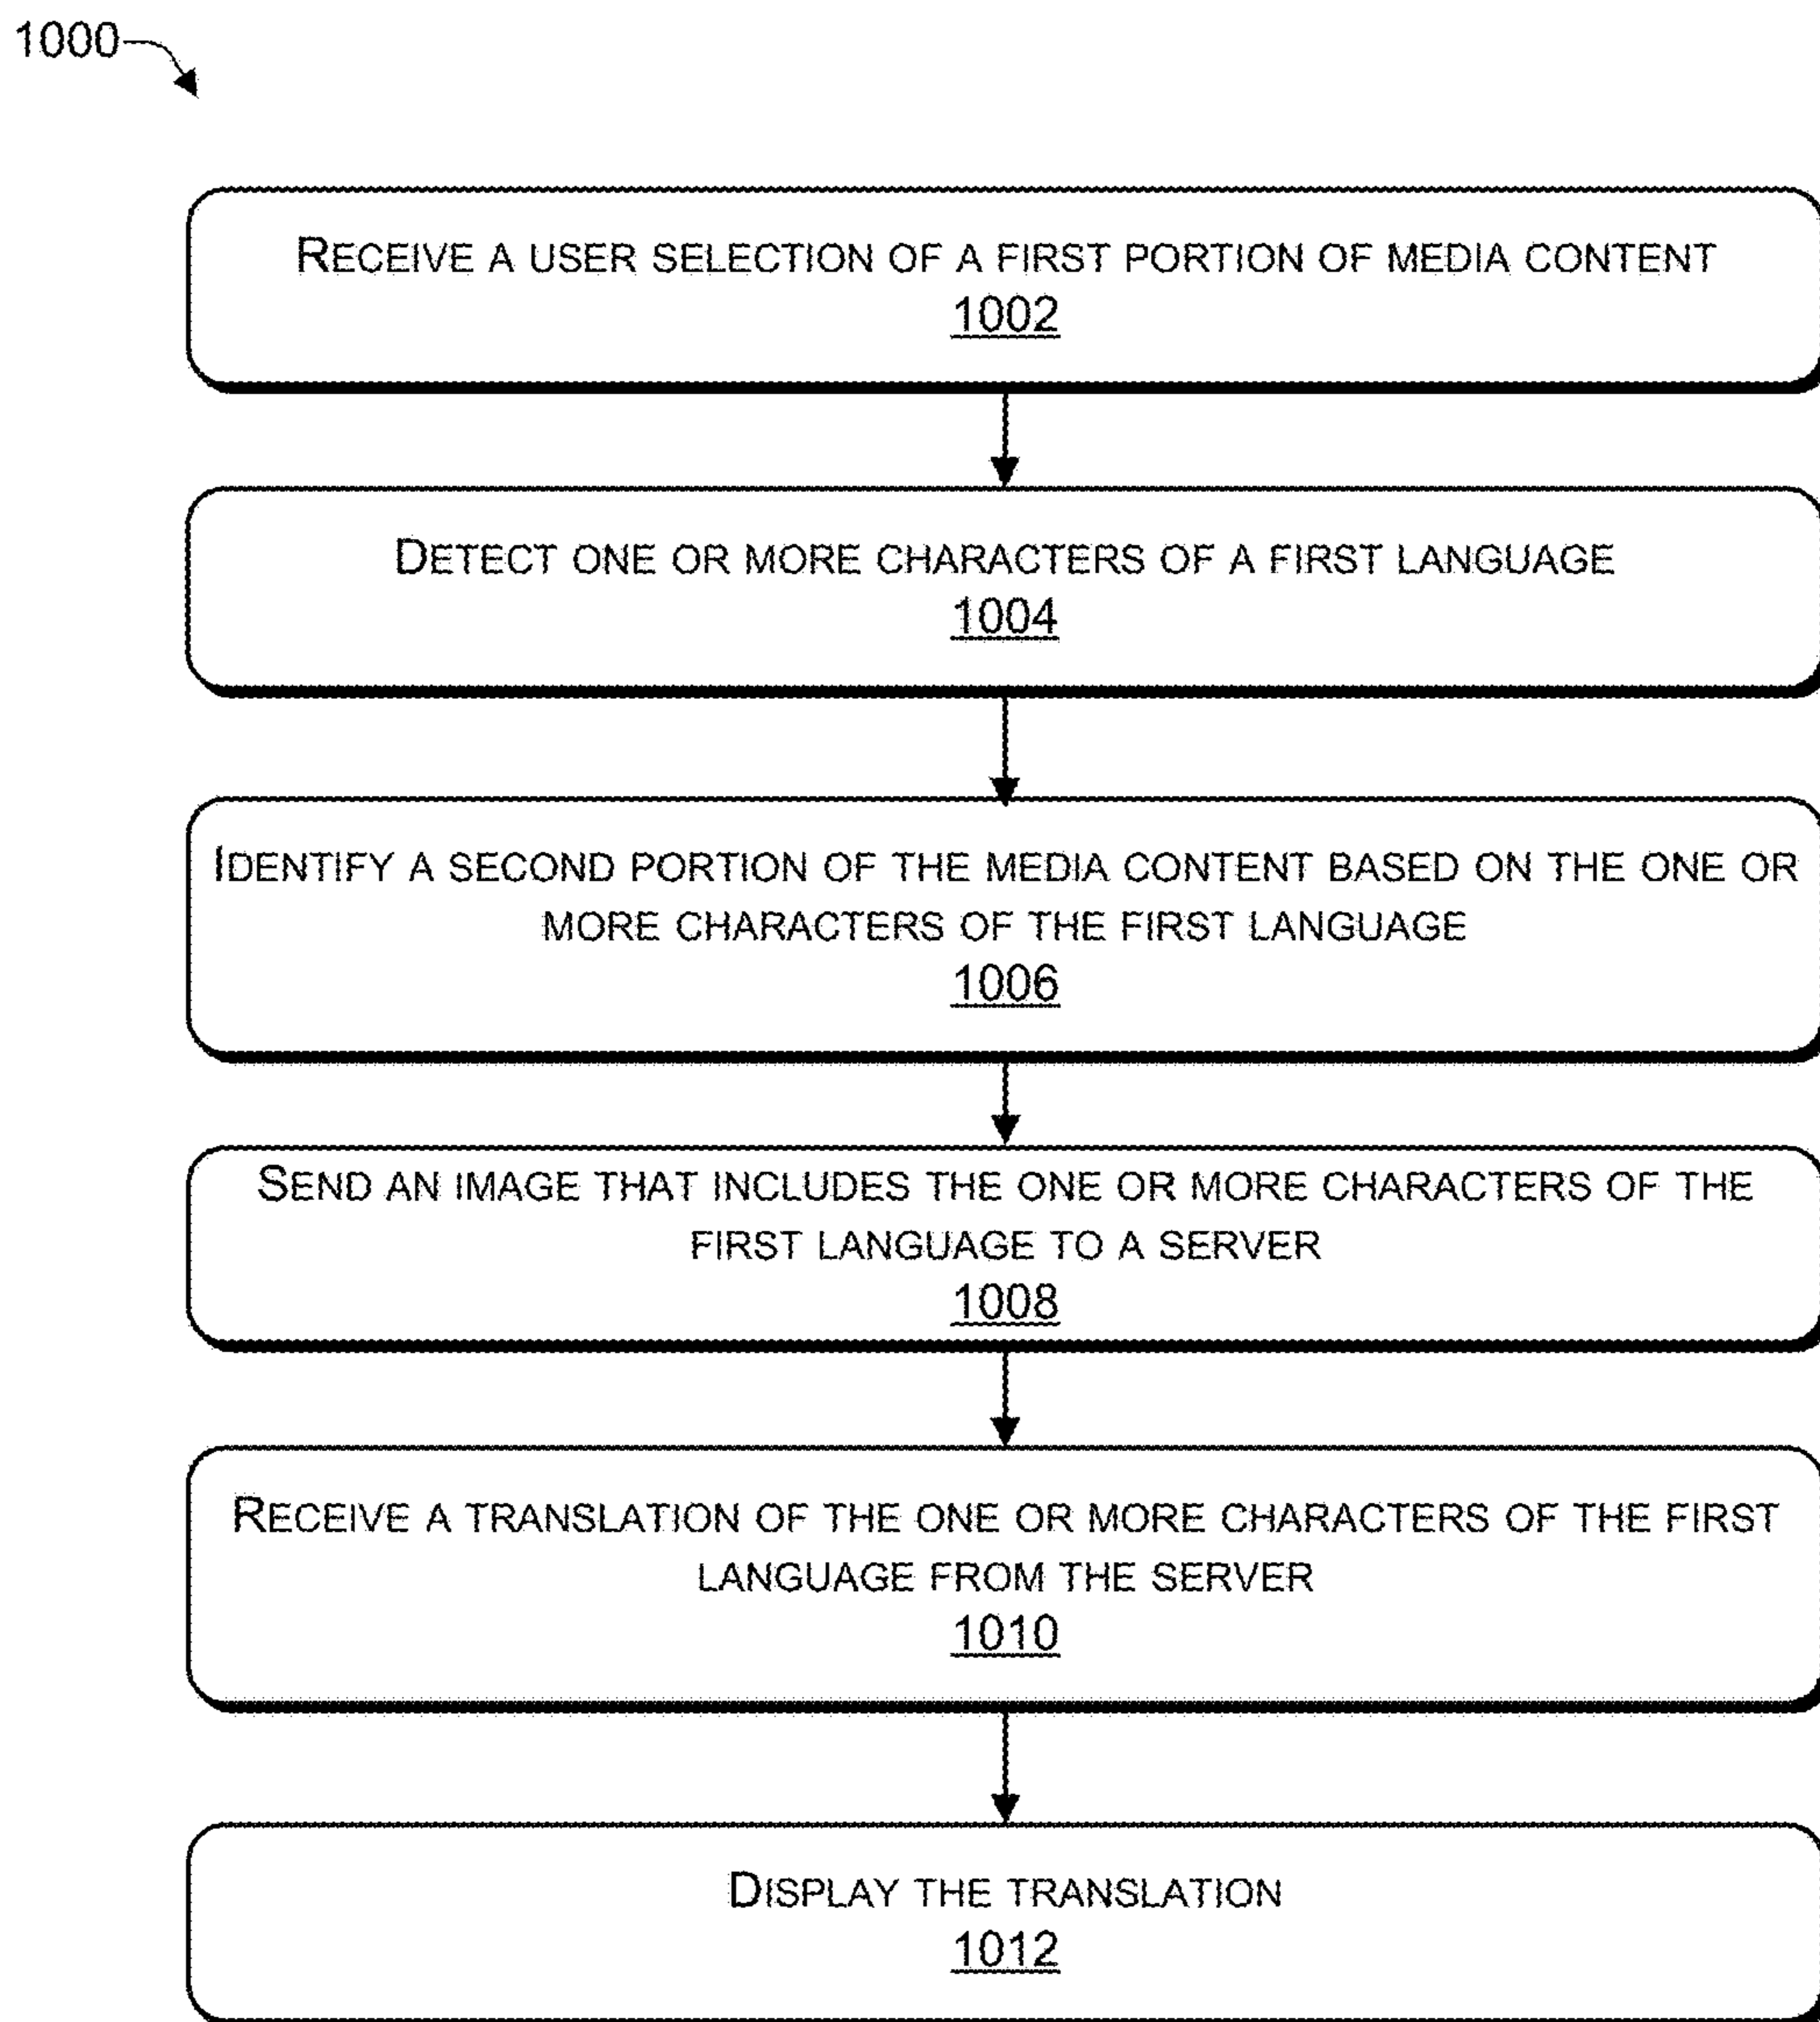 1000
RECEIVE A USER SELECTION OF A FIRST PORTION OF MEDIA CONTENT
1002
DETECT ONE OR MORE CHARACTERS OF A FIRST LANGUAGE
1004
IDENTIFY A SECOND PORTION OF THE MEDIA CONTENT BASED ON THE ONE OR
MORE CHARACTERS OF THE FIRST LANGUAGE
1006
SEND AN IMAGE THAT INCLUDES THE ONE OR MORE CHARACTERS OF THE
FIRST LANGUAGE TO A SERVER
1008
RECEIVE A TRANSLATION OF THE ONE OR MORE CHARACTERS OF THE FIRST
LANGUAGE FROM THE SERVER
1010
DISPLAY THE TRANSLATION
1012